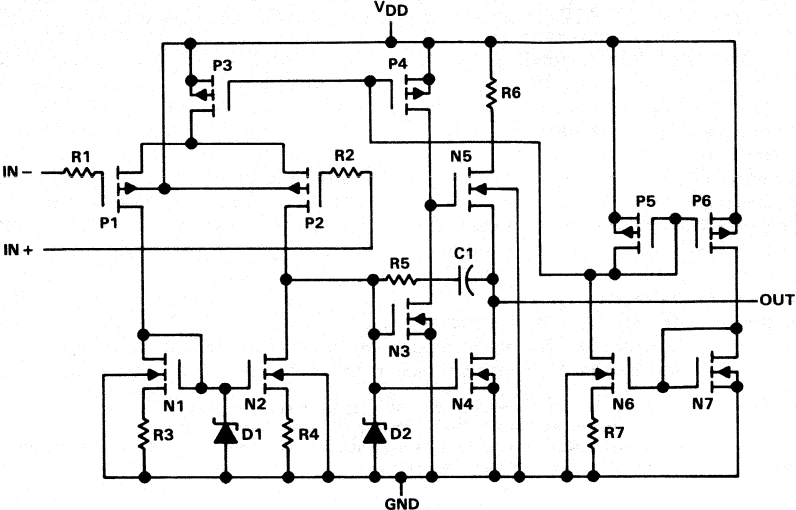 VDD
P3
P4
R6
R1
R2
N5
IN –
P1
P2
P5
P6
IN +
R5
C1
OUT
N3
N1
N2
N4
N6
N7
R3
D1
R4
D2
R7
GND